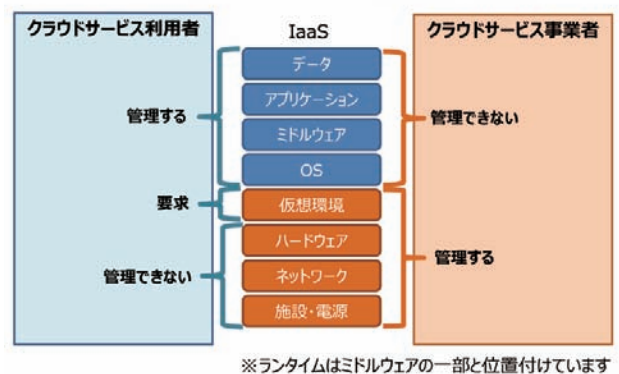 クラウドサービス利用者
IaaS
クラウドサービス事業者
データ
アプリケーション
管理する
管理できない
ミドルウェア
OS
要求
仮想環境
ハードウェア
管理する
管理できない
ネットワーク
施設・電源
※ランタイムはミドルウェアの一部と位置付けています